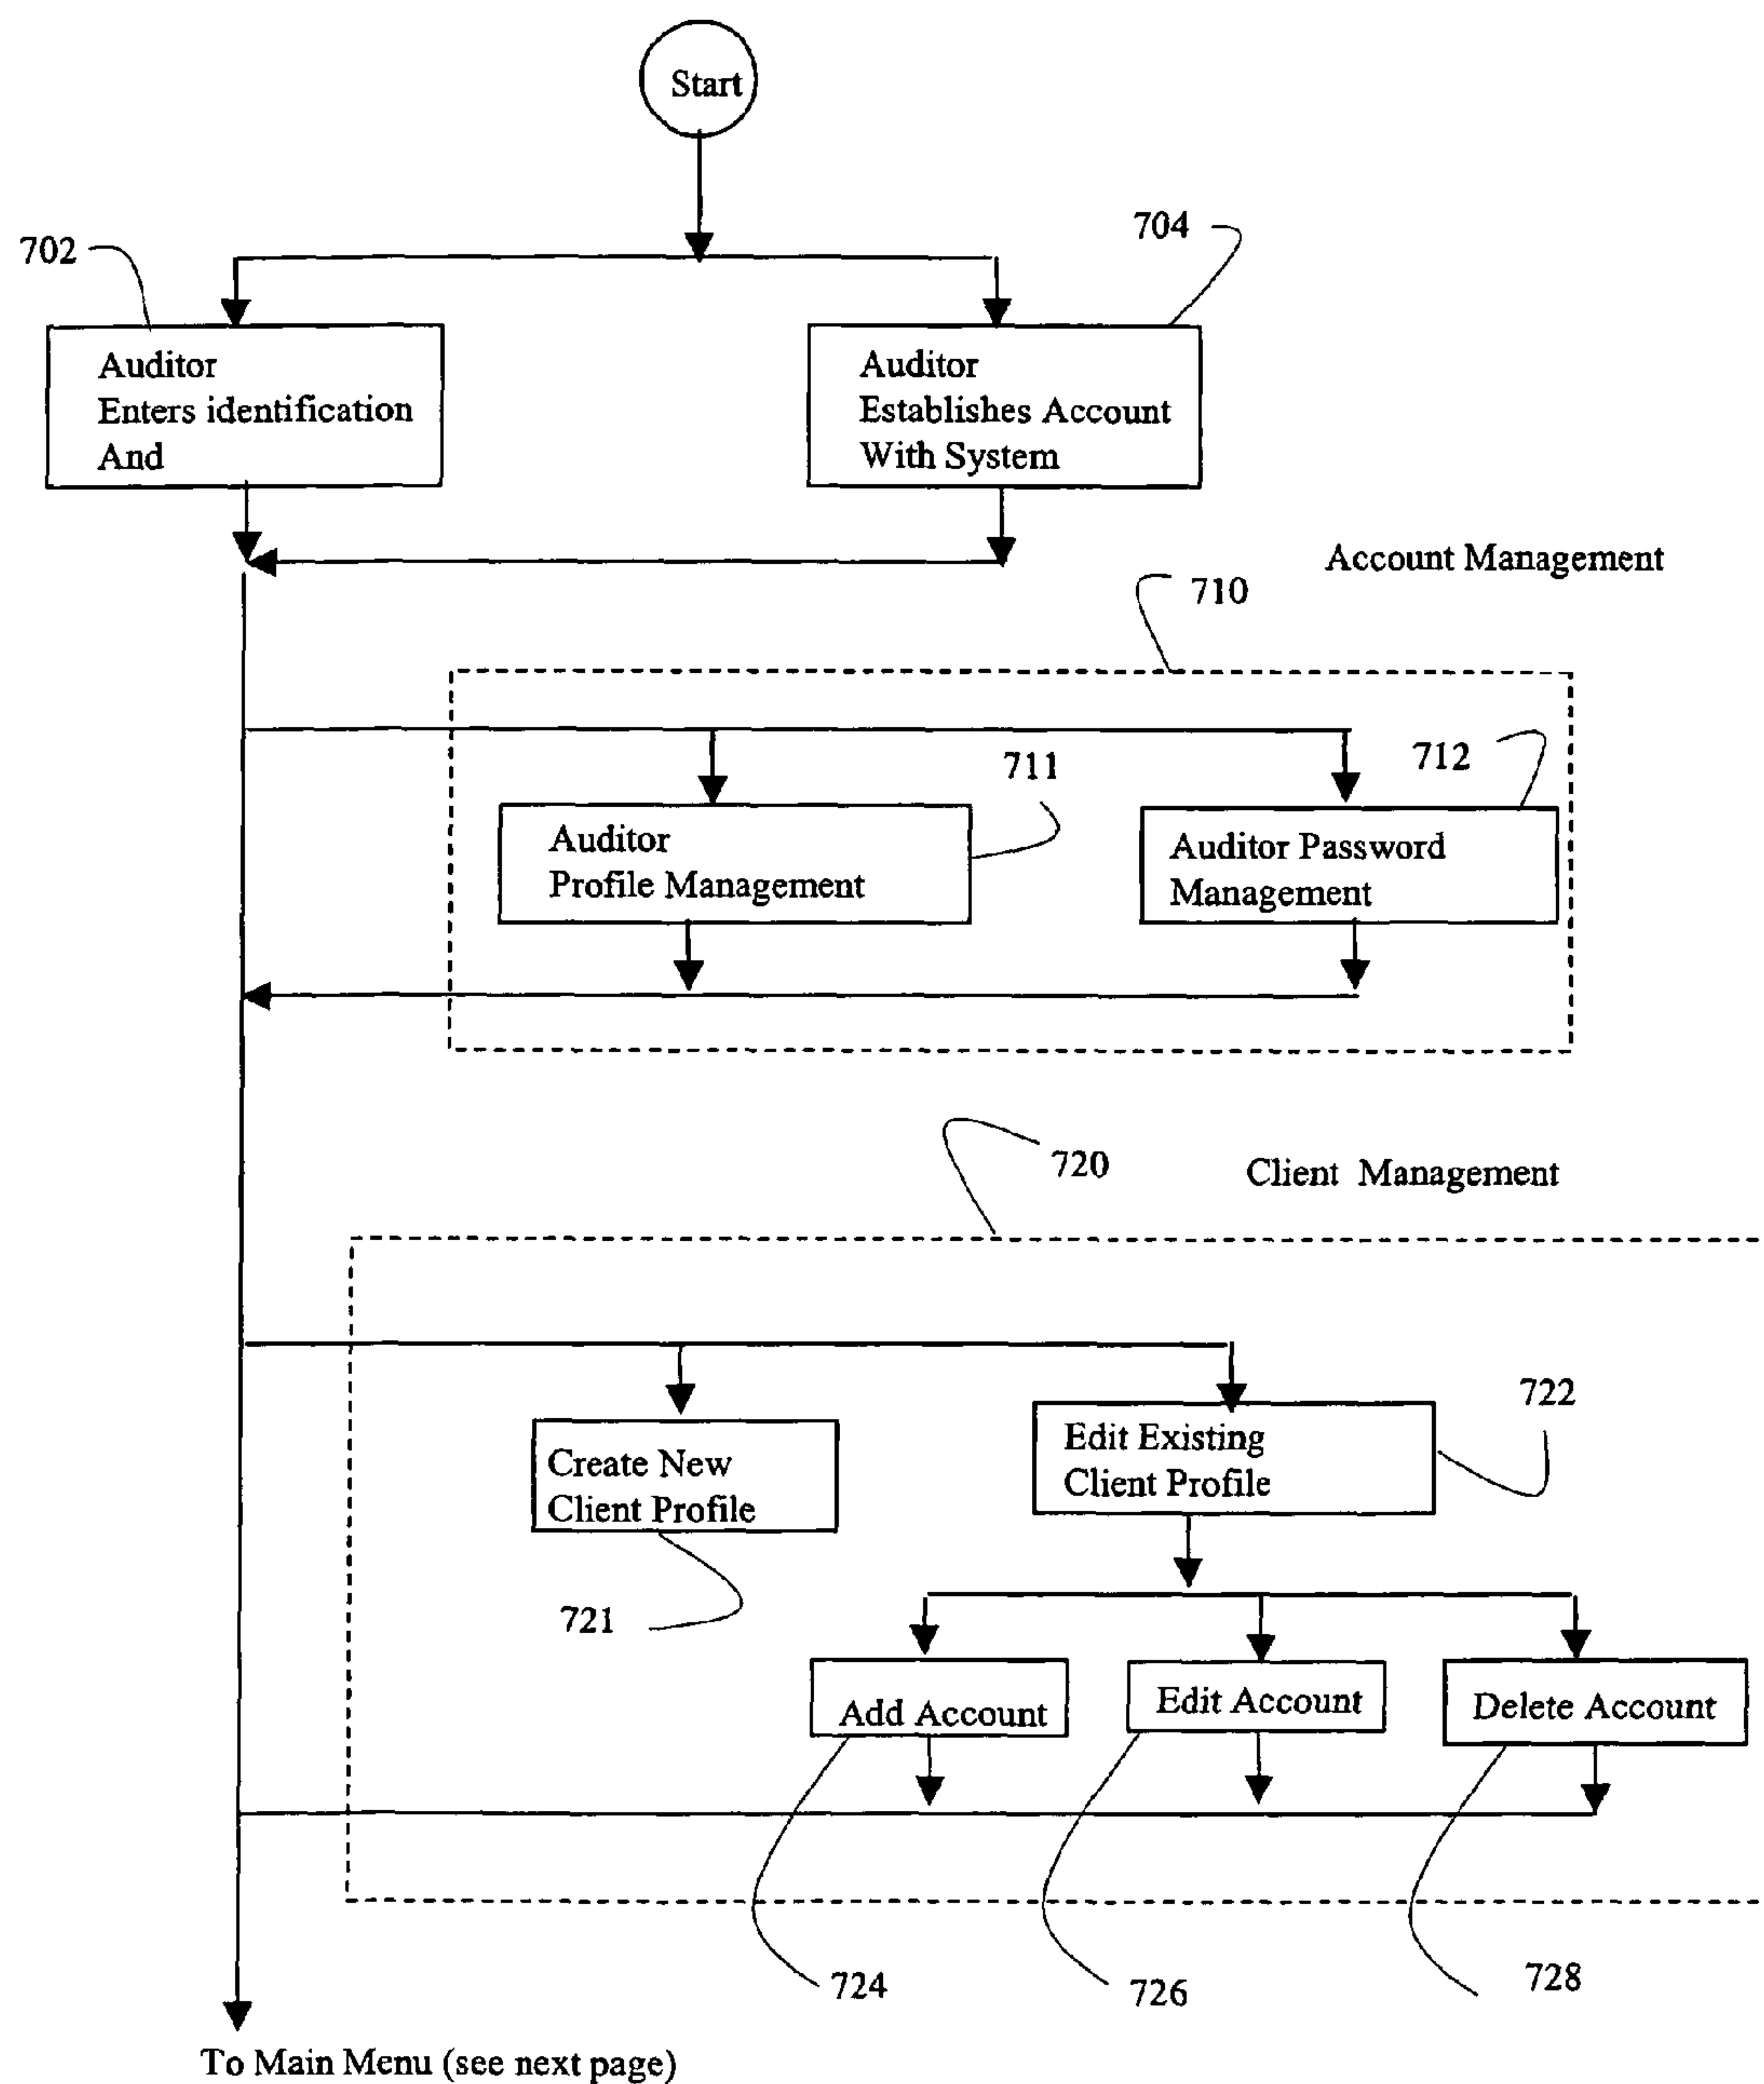 Start
702
704
Auditor
Enters identification
And
Auditor
Establishes Account
With System
Account Management
710
711
712
Auditor
Profile Management
Auditor Password
Management
720
Client Management
722
Create New
Client Profile
Edit Existing
Client Profile
721
Add Account
Edit Account
Delete Account
724
726
728
To Main Menu (see next page)